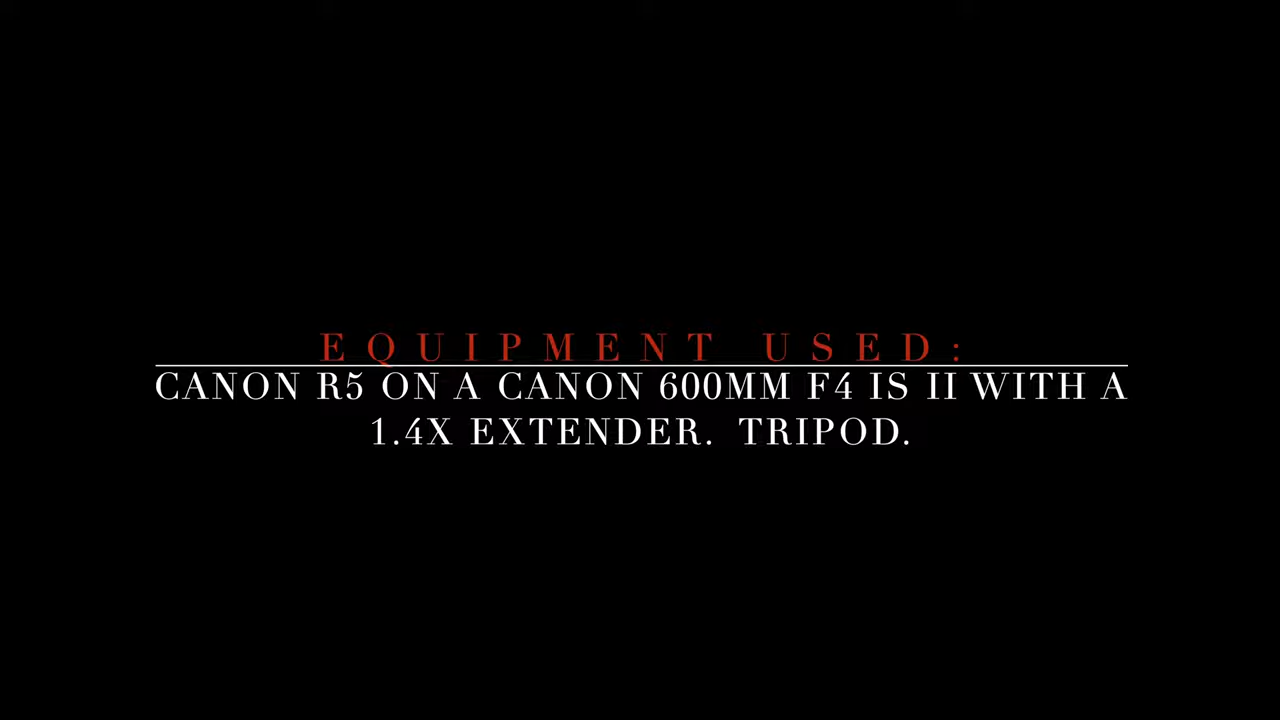 EQUIPMENT USED:
CANON R5 ON A CANON 600MM F4 IS II WITH A
1.4X EXTENDER. TRIPOD.